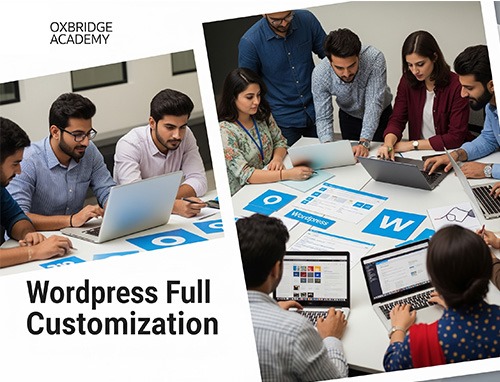 OXBRIDGE
ACADEMY
Wordpress
W
Wordpress Full
Customization